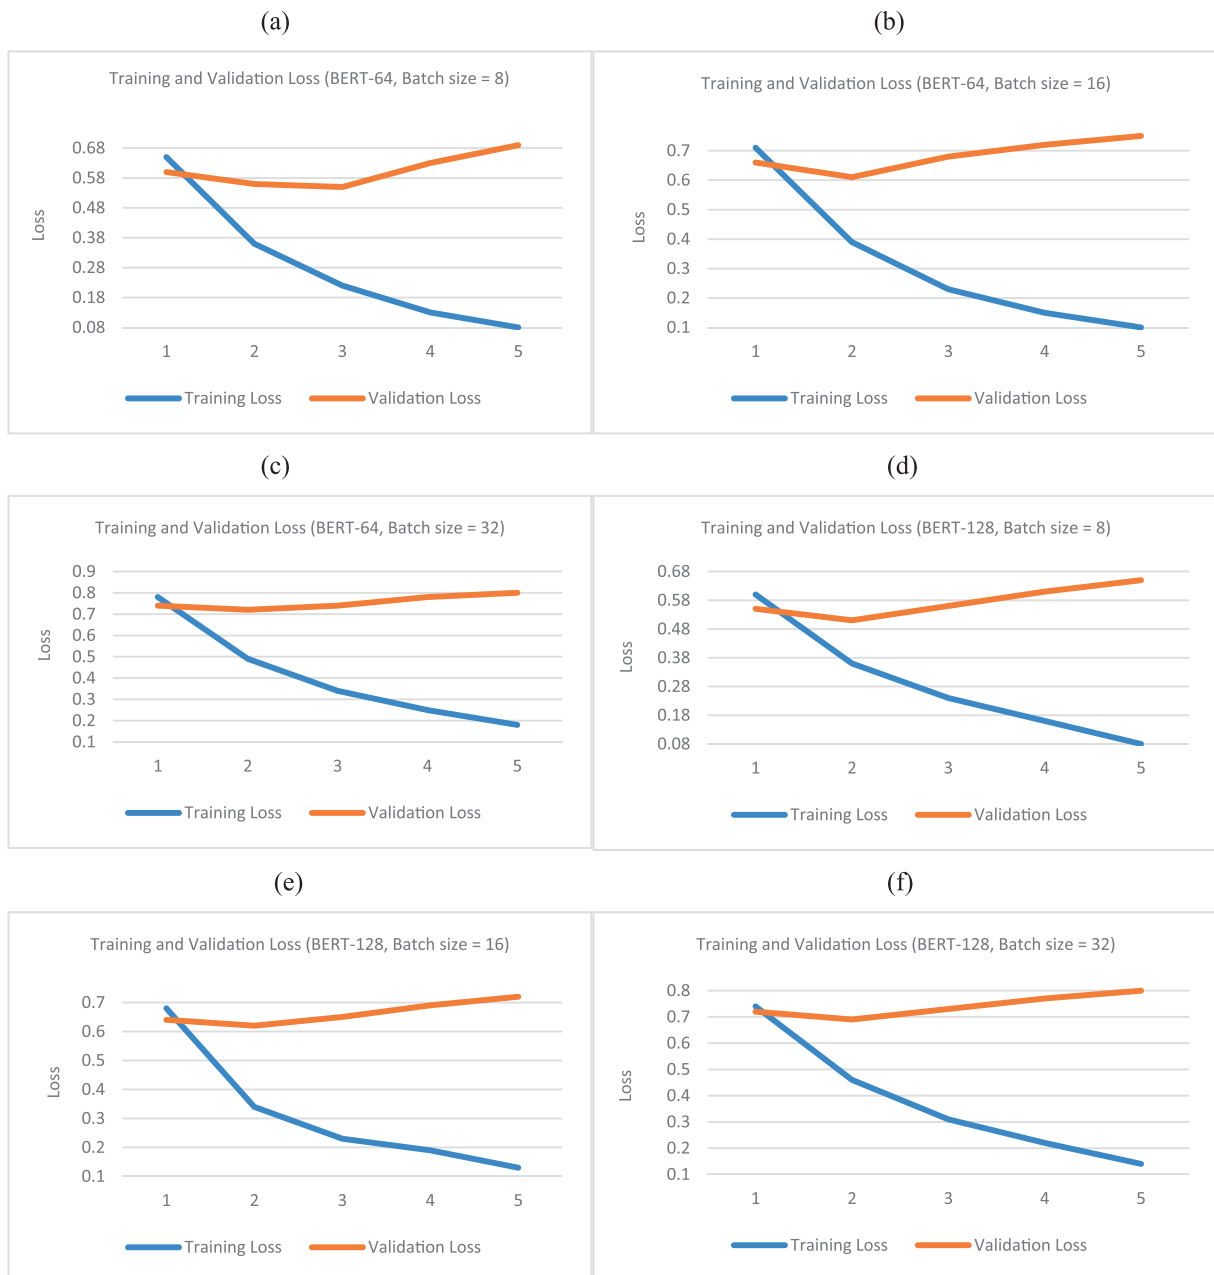 (a)
Training and Validation Loss (BERT-64, Batch size = 8)
0.68
0.58
0.48
0.38
0.28
0.18
0.08
Loss
1 2 3 4 5
Training Loss Validation Loss
(b)
Training and Validation Loss (BERT-64, Batch size = 16)
0.7
0.6
0.5
0.4
0.3
0.2
0.1
Loss
1 2 3 4 5
Training Loss Validation Loss
(c)
Training and Validation Loss (BERT-64, Batch size = 32)
0.9
0.8
0.7
0.6
0.5
0.4
0.3
0.2
0.1
Loss
1 2 3 4 5
Training Loss Validation Loss
(d)
Training and Validation Loss (BERT-128, Batch size = 8)
0.68
0.58
0.48
0.38
0.28
0.18
0.08
Loss
1 2 3 4 5
Training Loss Validation Loss
(e)
Training and Validation Loss (BERT-128, Batch size = 16)
0.7
0.6
0.5
0.4
0.3
0.2
0.1
Loss
1 2 3 4 5
Training Loss Validation Loss
(f)
Training and Validation Loss (BERT-128, Batch size = 32)
0.8
0.7
0.6
0.5
0.4
0.3
0.2
0.1
Loss
1 2 3 4 5
Training Loss Validation Loss